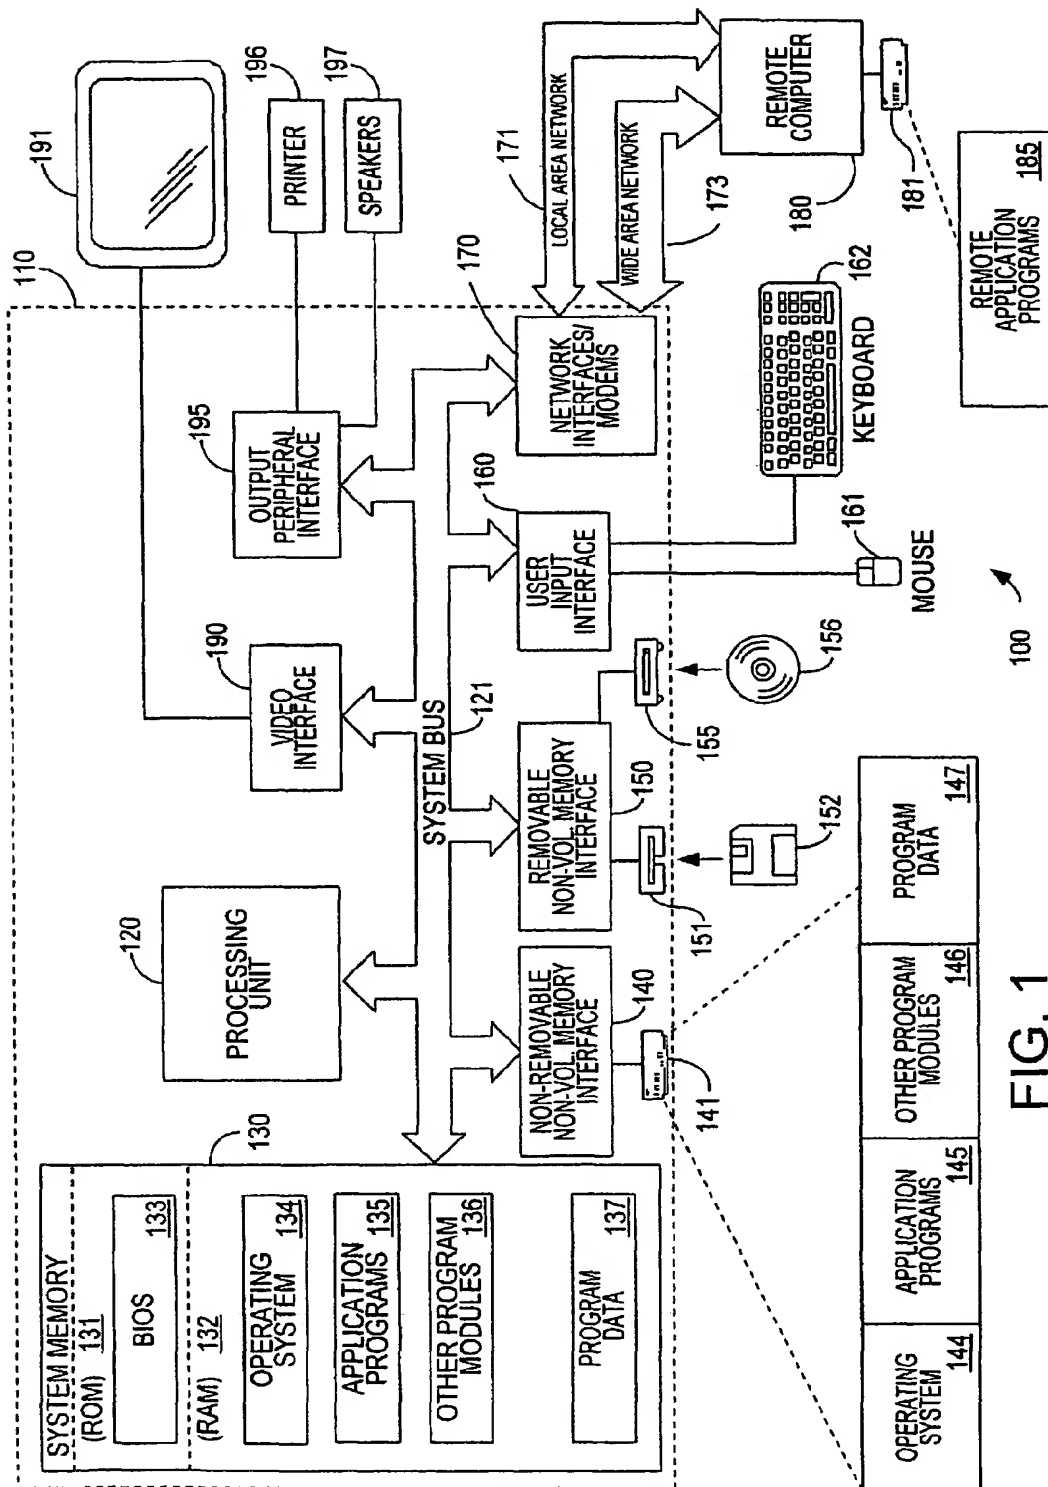 SYSTEM MEMORY
(ROM) 131
BIOS 133
(RAM) 132
OPERATING
SYSTEM 134
APPLICATION
PROGRAMS 135
OTHER PROGRAM
MODULES 136
PROGRAM
DATA 137
130
120
PROCESSING
UNIT
190
VIDEO
INTERFACE
195
OUTPUT
PERIPHERAL
INTERFACE
110
191
196
PRINTER
197
SPEAKERS
SYSTEM BUS
121
NON-REMOVABLE
NON-VOL. MEMORY
INTERFACE
140
REMOVABLE
NON-VOL. MEMORY
INTERFACE
150
160
USER
INPUT
INTERFACE
170
NETWORK
INTERFACES/
MODEMS
171
LOCAL AREA NETWORK
WIDE AREA NETWORK
173
141
151
155
152
156
161
MOUSE
162
KEYBOARD
REMOTE
COMPUTER
180
181
REMOTE
APPLICATION
PROGRAMS 185
OPERATING
SYSTEM 144
APPLICATION
PROGRAMS 145
OTHER PROGRAM
MODULES 146
PROGRAM
DATA 147
100
FIG. 1